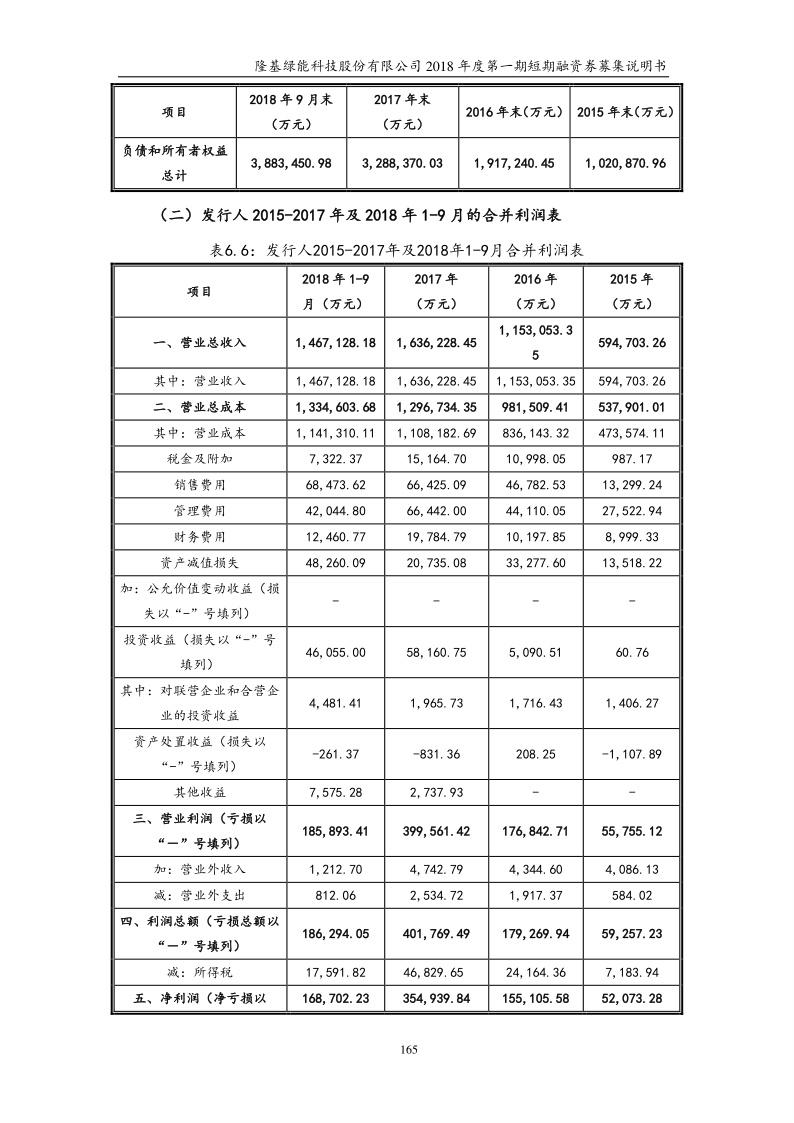 隆基绿能科技股份有限公司 2018 年度第一期短期融资券募集说明书
项目 2018 年 9 月末（万元） 2017 年末（万元） 2016 年末（万元） 2015 年末（万元）
负债和所有者权益总计 3,883,450.98 3,288,370.03 1,917,240.45 1,020,870.96
（二）发行人 2015-2017 年及 2018 年 1-9 月的合并利润表
表6.6：发行人2015-2017年及2018年1-9月合并利润表
项目 2018 年 1-9 月（万元） 2017 年（万元） 2016 年（万元） 2015 年（万元）
一、营业总收入 1,467,128.18 1,636,228.45 1,153,053.35 594,703.26
其中：营业收入 1,467,128.18 1,636,228.45 1,153,053.35 594,703.26
二、营业总成本 1,334,603.68 1,296,734.35 981,509.41 537,901.01
其中：营业成本 1,141,310.11 1,108,182.69 836,143.32 473,574.11
税金及附加 7,322.37 15,164.70 10,998.05 987.17
销售费用 68,473.62 66,425.09 46,782.53 13,299.24
管理费用 42,044.80 66,442.00 44,110.05 27,522.94
财务费用 12,460.77 19,784.79 10,197.85 8,999.33
资产减值损失 48,260.09 20,735.08 33,277.60 13,518.22
加：公允价值变动收益（损失以“-”号填列） - - - -
投资收益（损失以“-”号填列） 46,055.00 58,160.75 5,090.51 60.76
其中：对联营企业和合营企业的投资收益 4,481.41 1,965.73 1,716.43 1,406.27
资产处置收益（损失以“-”号填列） -261.37 -831.36 208.25 -1,107.89
其他收益 7,575.28 2,737.93 - -
三、营业利润（亏损以“－”号填列） 185,893.41 399,561.42 176,842.71 55,755.12
加：营业外收入 1,212.70 4,742.79 4,344.60 4,086.13
减：营业外支出 812.06 2,534.72 1,917.37 584.02
四、利润总额（亏损总额以“－”号填列） 186,294.05 401,769.49 179,269.94 59,257.23
减：所得税 17,591.82 46,829.65 24,164.36 7,183.94
五、净利润（净亏损以 168,702.23 354,939.84 155,105.58 52,073.28
165